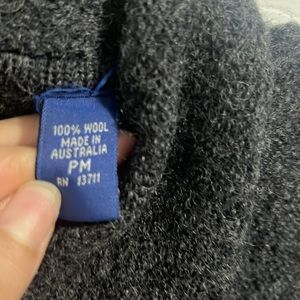 100% WOOL
MADE IN
AUSTRALIA
PM
RN 13711